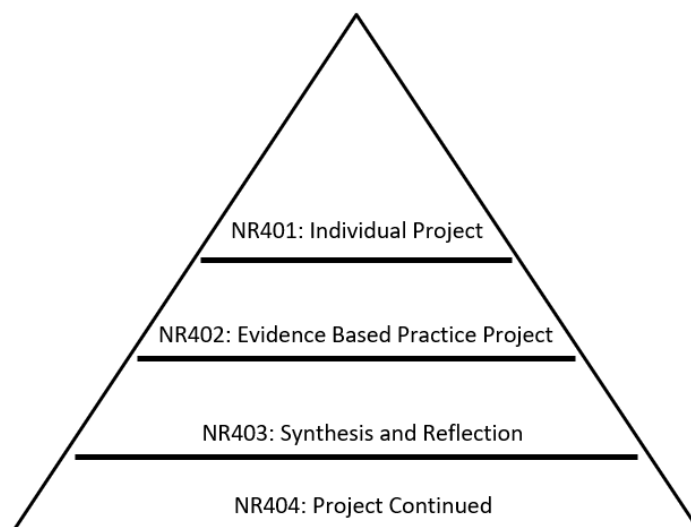 NR401: Individual Project
NR402: Evidence Based Practice Project
NR403: Synthesis and Reflection
NR404: Project Continued